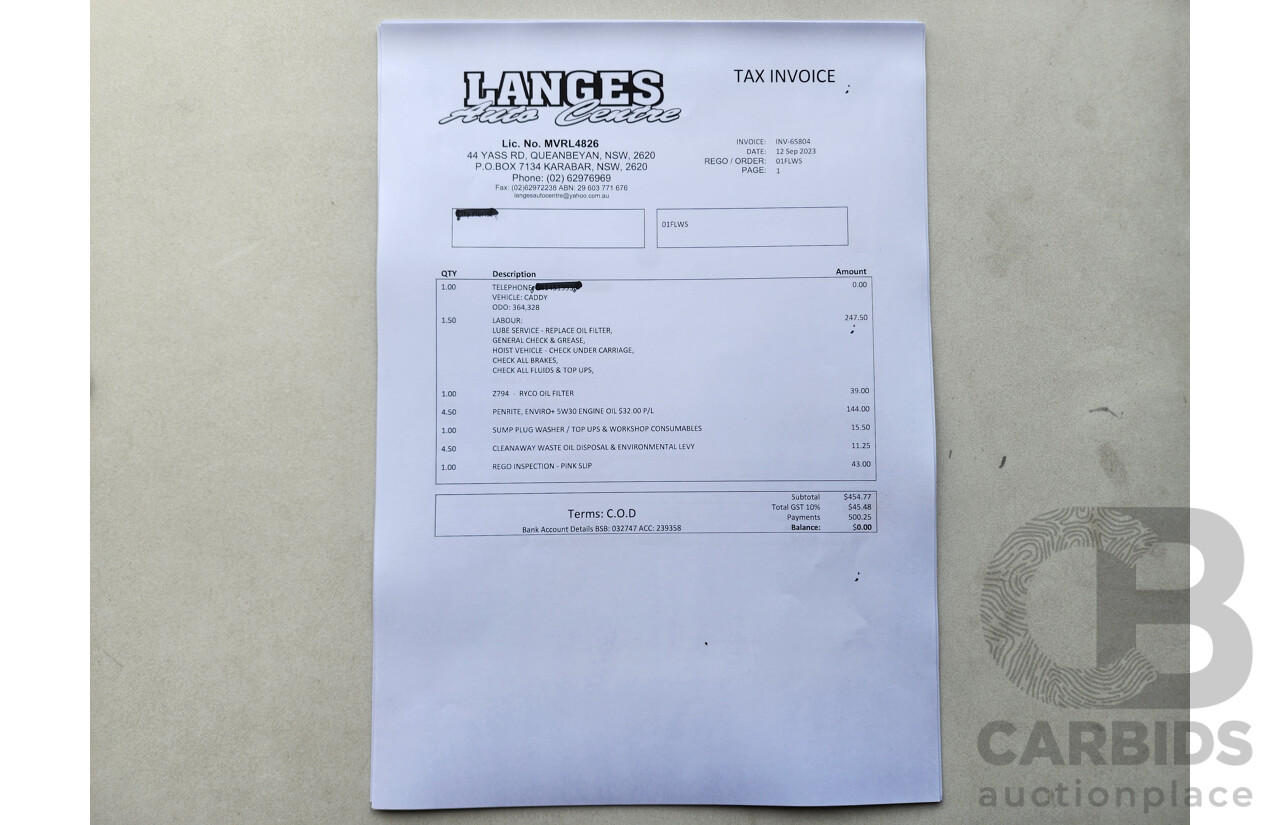 LANGES
Auto Centre
TAX INVOICE
Lic. No. MVRL4826
44 YASS RD, QUEANBEYAN, NSW, 2620
P.O.BOX 7134 KARABAR, NSW, 2620
Phone: (02) 62976969
Fax: (02)62972238 ABN: 29 603 771 676
langesautocentre@yahoo.com.au
INVOICE: INV-65804
DATE: 12 Sep 2023
REGO / ORDER: 01FLWS
PAGE: 1
01FLWS
QTY Description Amount
1.00 TELEPHONE 0.00
VEHICLE: CADDY
ODO: 364,328
1.50 LABOUR: 247.50
LUBE SERVICE - REPLACE OIL FILTER,
GENERAL CHECK & GREASE,
HOIST VEHICLE - CHECK UNDER CARRIAGE,
CHECK ALL BRAKES,
CHECK ALL FLUIDS & TOP UPS,
1.00 Z794 - RYCO OIL FILTER 39.00
4.50 PENRITE, ENVIRO+ 5W30 ENGINE OIL $32.00 P/L 144.00
1.00 SUMP PLUG WASHER / TOP UPS & WORKSHOP CONSUMABLES 15.50
4.50 CLEANAWAY WASTE OIL DISPOSAL & ENVIRONMENTAL LEVY 11.25
1.00 REGO INSPECTION - PINK SLIP 43.00
Subtotal $454.77
Total GST 10% $45.48
Payments 500.25
Balance: $0.00
Terms: C.O.D
Bank Account Details BSB: 032747 ACC: 239358
CB
CARBIDS
auctionplace